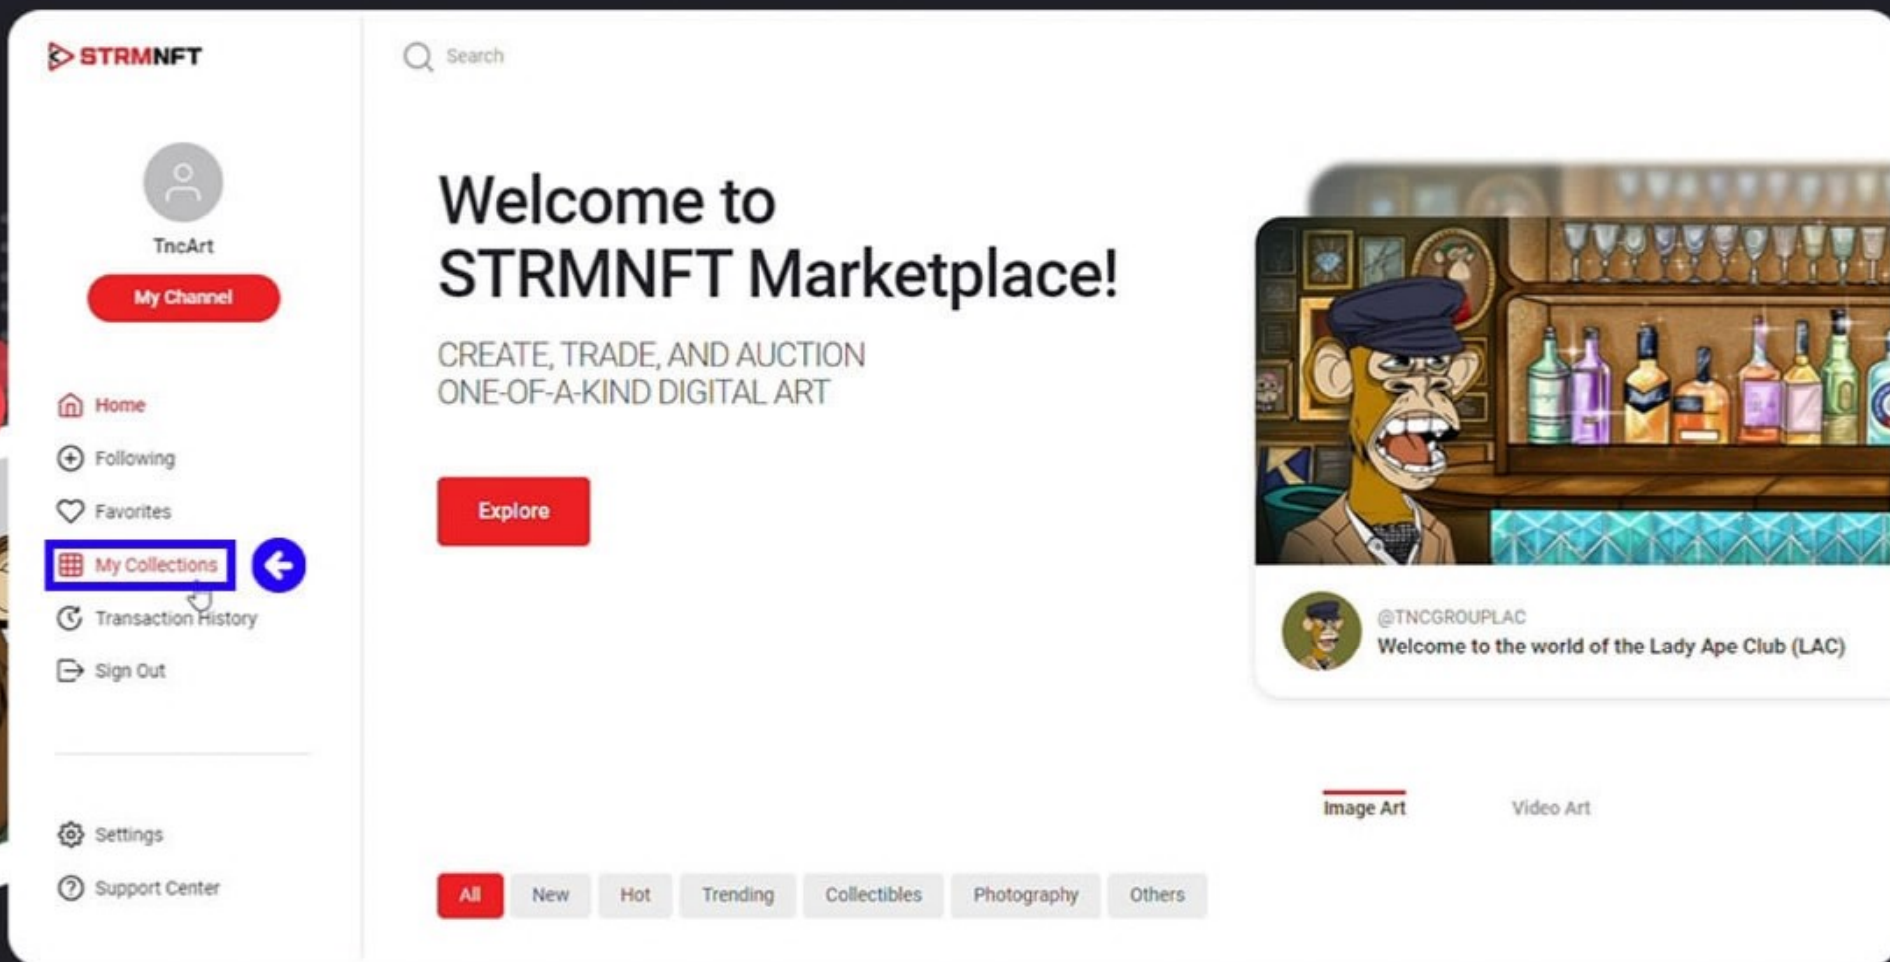 STRMNFT
Search
TncArt
My Channel
Home
Following
Favorites
My Collections
Transaction History
Sign Out
Settings
Support Center
Welcome to
STRMNFT Marketplace!
CREATE, TRADE, AND AUCTION
ONE-OF-A-KIND DIGITAL ART
Explore
@TNCGROUPLAC
Welcome to the world of the Lady Ape Club (LAC)
Image Art
Video Art
All
New
Hot
Trending
Collectibles
Photography
Others